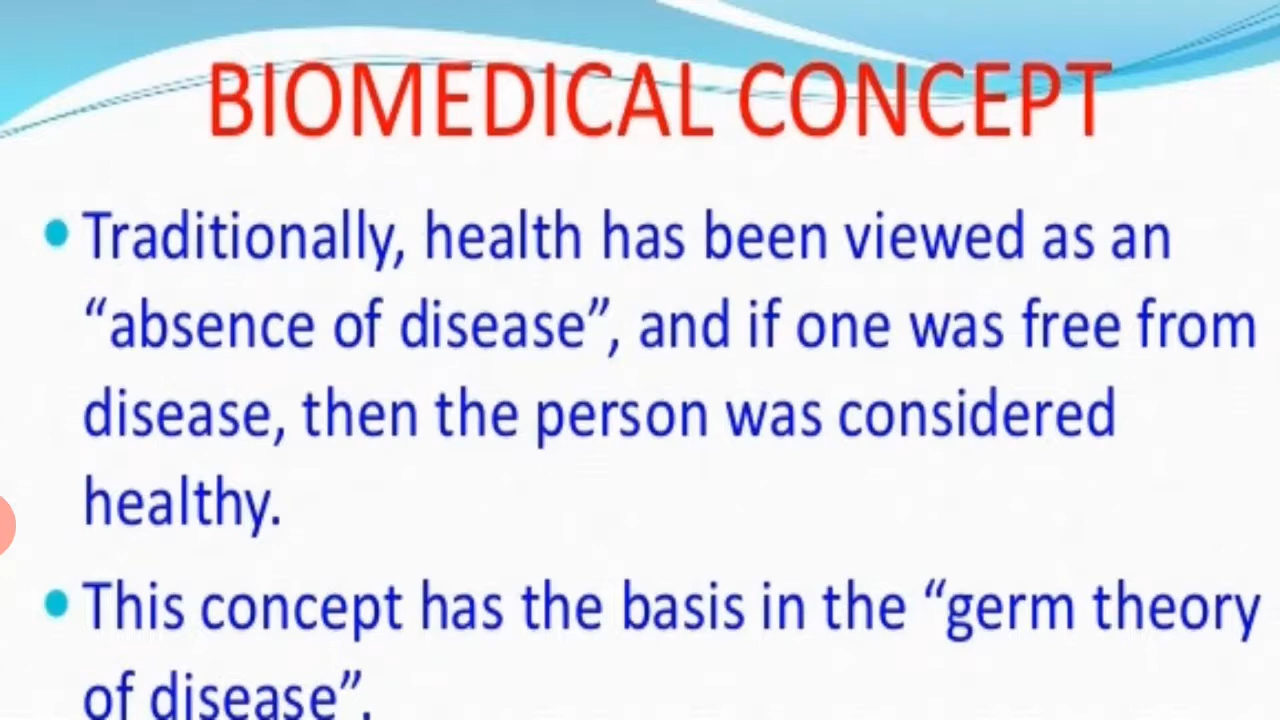 BIOMEDICAL CONCEPT
Traditionally, health has been viewed as an
“absence of disease”, and if one was free from
disease, then the person was considered
healthy.
This concept has the basis in the “germ theory
of disease”.